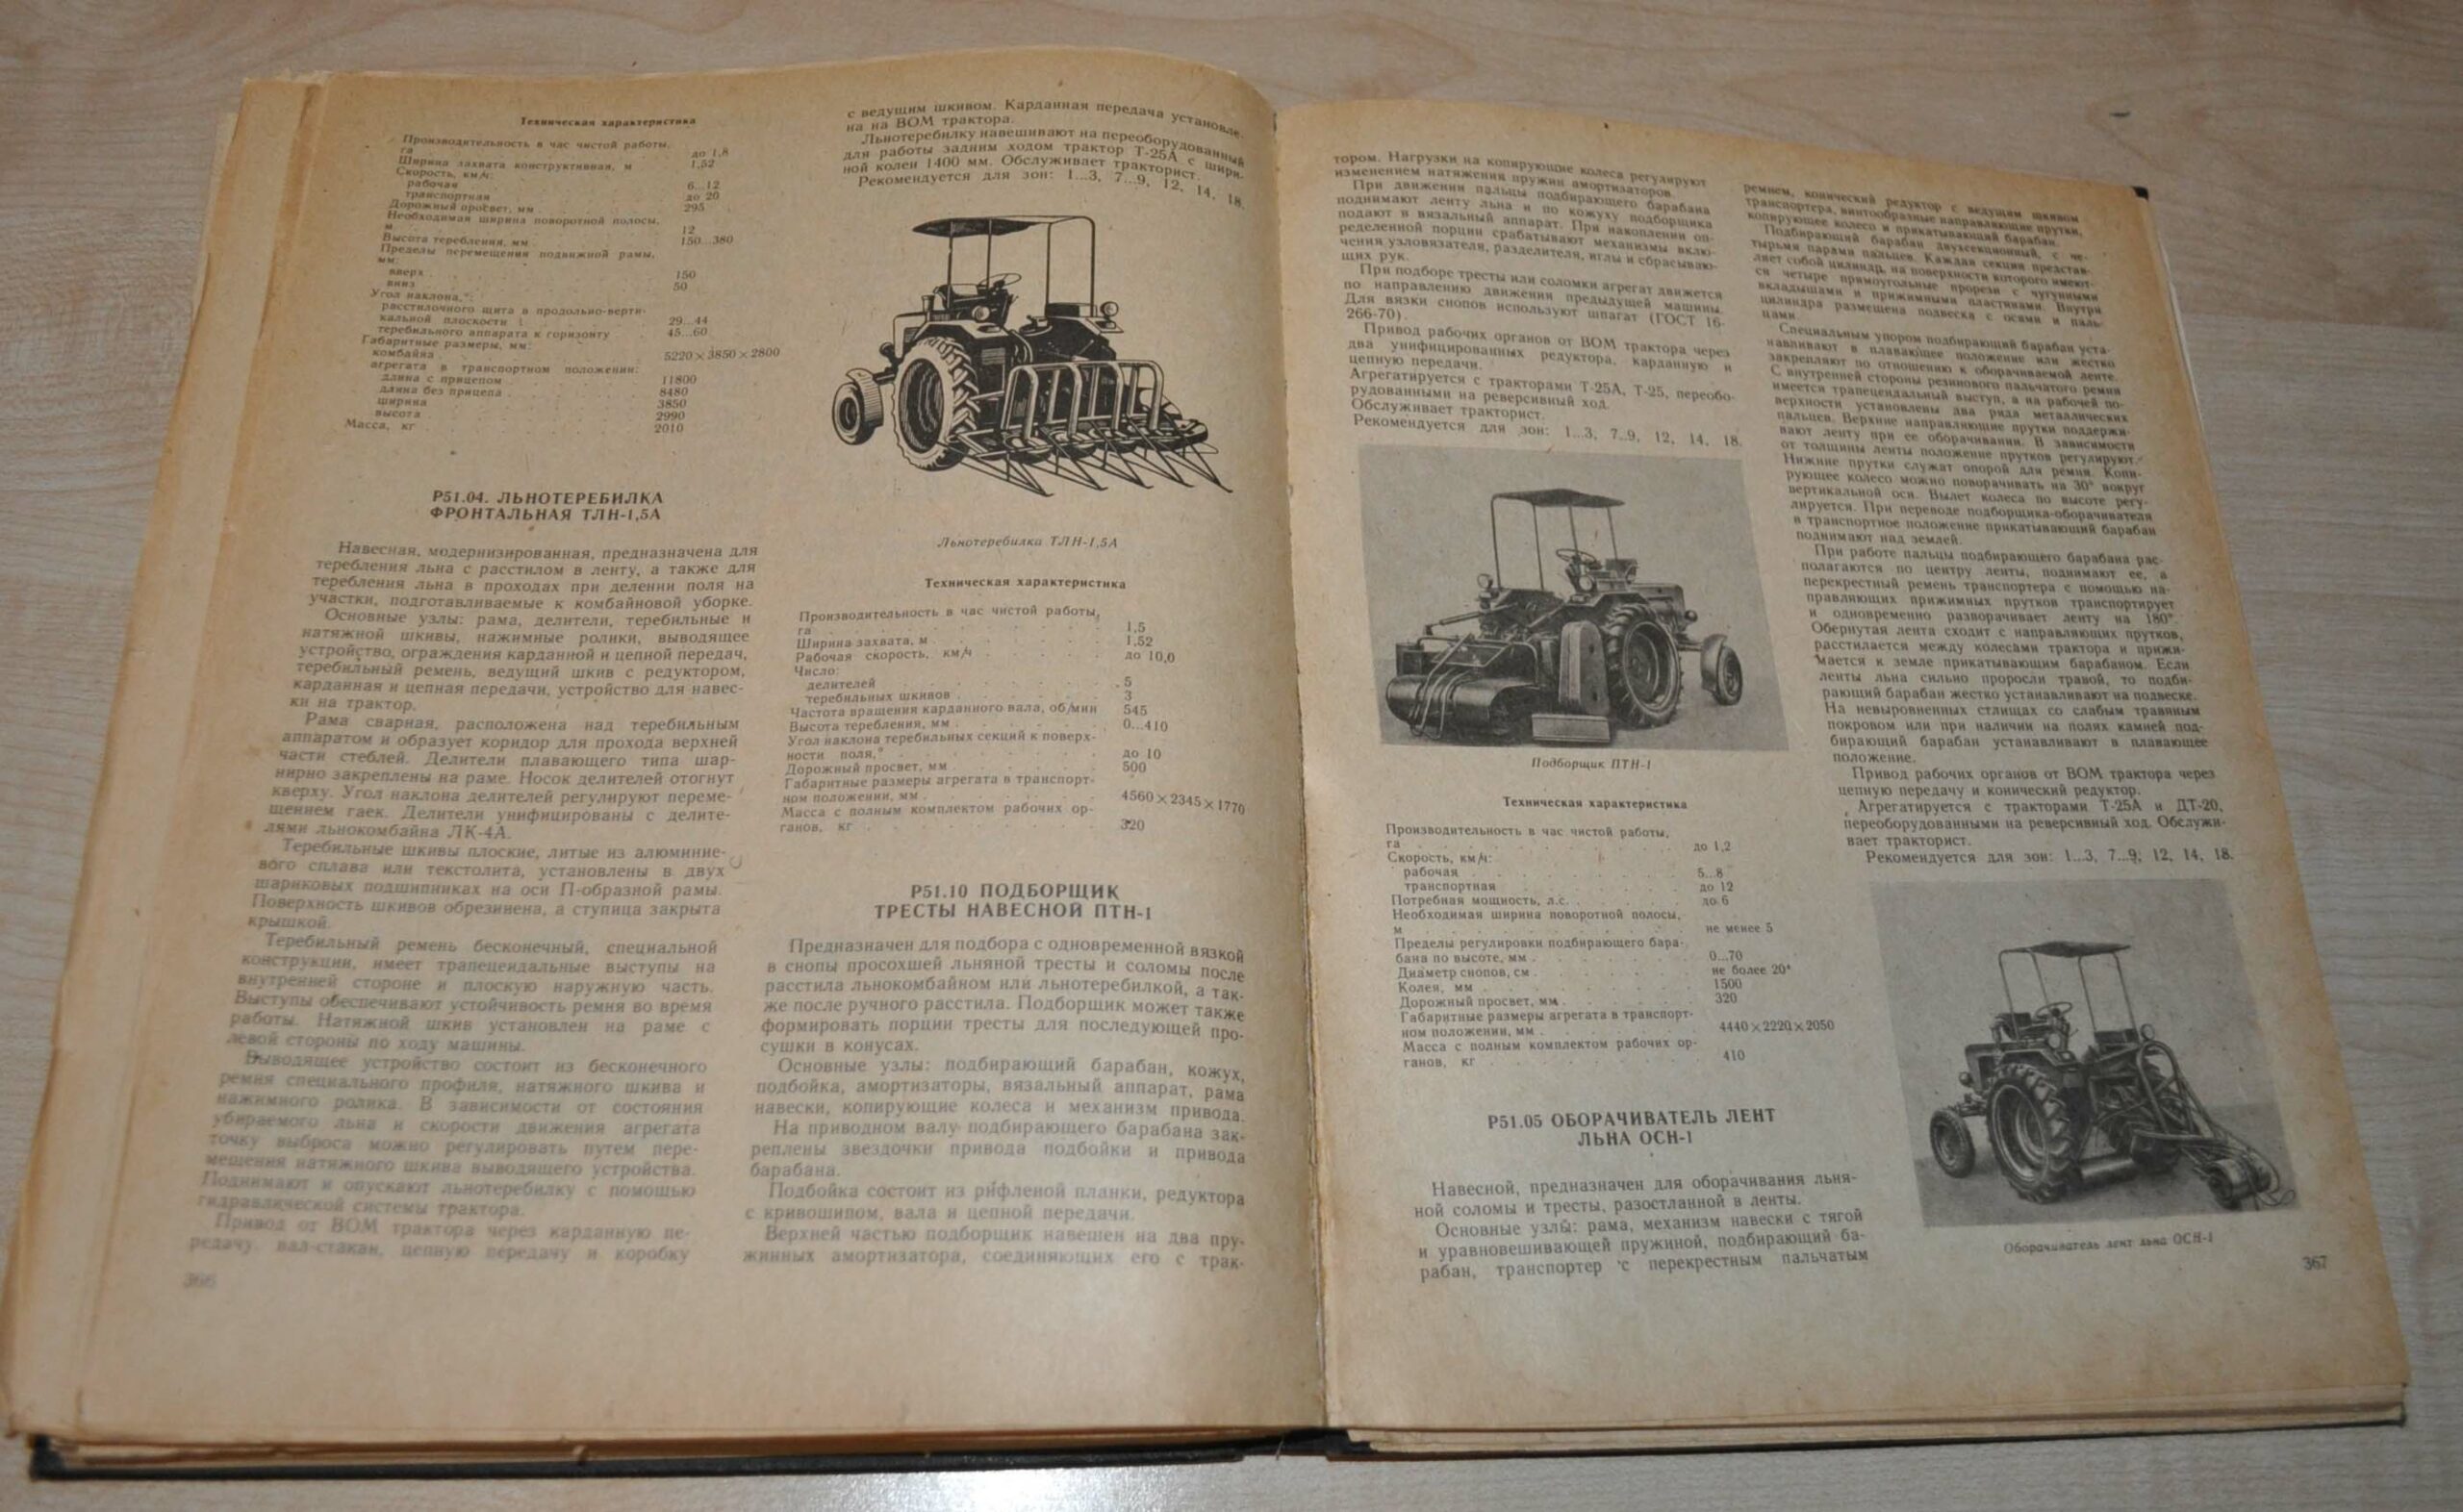 Техническая характеристика
Производительность в час чистой работы,
га до 1,8
Ширина захвата конструктивная, м 1,52
Скорость, км/ч:
рабочая 6...12
транспортная до 20
Дорожный просвет, мм 295
Необходимая ширина поворотной полосы,
м 12
Высота теребления, мм 150...380
Пределы перемещения подвижной рамы,
мм:
вверх 150
вниз 50
Угол наклона,°:
расстилочного щита в продольно-верти-
кальной плоскости 29...44
теребильного аппарата к горизонту 45...60
Габаритные размеры, мм:
комбайна 5220×3850×2800
агрегата в транспортном положении:
длина с прицепом 11800
длина без прицепа 8480
ширина 3850
высота 2990
Масса, кг 2010
Р51.04. ЛЬНОТЕРЕБИЛКА
ФРОНТАЛЬНАЯ ТЛН-1,5А
Навесная, модернизированная, предназначена для
теребления льна с расстилом в ленту, а также для
теребления льна в проходах при делении поля на
участки, подготавливаемые к комбайновой уборке.
Основные узлы: рама, делители, теребильные и
натяжной шкивы, нажимные ролики, выводящее
устройство, ограждения карданной и цепной передач,
теребильный ремень, ведущий шкив с редуктором,
карданная и цепная передачи, устройство для навес-
ки на трактор.
Рама сварная, расположена над теребильным
аппаратом и образует коридор для прохода верхней
части стеблей. Делители плавающего типа шар-
нирно закреплены на раме. Носок делителей отогнут
кверху. Угол наклона делителей регулируют переме-
щением гаек. Делители унифицированы с делите-
лями льнокомбайна ЛК-4А.
Теребильные шкивы плоские, литые из алюминие-
вого сплава или текстолита, установлены в двух
шариковых подшипниках на оси П-образной рамы.
Поверхность шкивов обрезинена, а ступица закрыта
крышкой.
Теребильный ремень бесконечный, специальной
конструкции, имеет трапецеидальные выступы на
внутренней стороне и плоскую наружную часть.
Выступы обеспечивают устойчивость ремня во время
работы. Натяжной шкив установлен на раме с
левой стороны по ходу машины.
Выводящее устройство состоит из бесконечного
ремня специального профиля, натяжного шкива и
нажимного ролика. В зависимости от состояния
убираемого льна и скорости движения агрегата
точку выброса можно регулировать путем пере-
мещения натяжного шкива выводящего устройства.
Поднимают и опускают льнотеребилку с помощью
гидравлической системы трактора.
Привод от ВОМ трактора через карданную пе-
редачу, вал-стакан, цепную передачу и коробку
366
с ведущим шкивом. Карданная передача установле-
на на ВОМ трактора.
Льнотеребилку навешивают на переоборудованный
для работы задним ходом трактор Т-25А с шири-
ной колеи 1400 мм. Обслуживает тракторист.
Рекомендуется для зон: 1...3, 7...9, 12, 14, 18.
Льнотеребилка ТЛН-1,5А
Техническая характеристика
Производительность в час чистой работы,
га 1,5
Ширина захвата, м 1,52
Рабочая скорость, км/ч до 10,0
Число:
делителей 5
теребильных шкивов 3
Частота вращения карданного вала, об/мин 545
Высота теребления, мм 0...410
Угол наклона теребильных секций к поверх-
ности поля,° до 10
Дорожный просвет, мм 500
Габаритные размеры агрегата в транспорт-
ном положении, мм 4560×2345×1770
Масса с полным комплектом рабочих ор-
ганов, кг 320
Р51.10 ПОДБОРЩИК
ТРЕСТЫ НАВЕСНОЙ ПТН-1
Предназначен для подбора с одновременной вязкой
в снопы просохшей льняной тресты и соломы после
расстила льнокомбайном или льнотеребилкой, а так-
же после ручного расстила. Подборщик может также
формировать порции тресты для последующей про-
сушки в конусах.
Основные узлы: подбирающий барабан, кожух,
подбойка, амортизаторы, вязальный аппарат, рама
навески, копирующие колеса и механизм привода.
На приводном валу подбирающего барабана зак-
реплены звездочки привода подбойки и привода
барабана.
Подбойка состоит из рифленой планки, редуктора
с кривошипом, вала и цепной передачи.
Верхней частью подборщик навешен на два пру-
жинных амортизатора, соединяющих его с трак-
тором. Нагрузки на копирующие колеса регулируют
изменением натяжения пружин амортизаторов.
При движении пальцы подбирающего барабана
поднимают ленту льна и по кожуху подборщика
подают в вязальный аппарат. При накоплении оп-
ределенной порции срабатывают механизмы вклю-
чения узловязателя, разделителя, иглы и сбрасываю-
щих рук.
При подборе тресты или соломки агрегат движется
по направлению движения предыдущей машины.
Для вязки снопов используют шпагат (ГОСТ 16-
266-70).
Привод рабочих органов от ВОМ трактора через
два унифицированных редуктора, карданную и
цепную передачи.
Агрегатируется с тракторами Т-25А, Т-25, переобо-
рудованными на реверсивный ход.
Обслуживает тракторист.
Рекомендуется для зон: 1...3, 7...9, 12, 14, 18.
Подборщик ПТН-1
Техническая характеристика
Производительность в час чистой работы,
га до 1,2
Скорость, км/ч:
рабочая 5...8
транспортная до 12
Потребная мощность, л.с. до 6
Необходимая ширина поворотной полосы,
м не менее 5
Пределы регулировки подбирающего бара-
бана по высоте, мм 0...70
Диаметр снопов, см не более 20
Колея, мм 1500
Дорожный просвет, мм 320
Габаритные размеры агрегата в транспорт-
ном положении, мм 4440×2220×2050
Масса с полным комплектом рабочих ор-
ганов, кг 410
Р51.05 ОБОРАЧИВАТЕЛЬ ЛЕНТ
ЛЬНА ОСН-1
Навесной, предназначен для оборачивания льня-
ной соломы и тресты, разостланной в ленты.
Основные узлы: рама, механизм навески с тягой
и уравновешивающей пружиной, подбирающий ба-
рабан, транспортер с перекрестным пальчатым
ремнем, конический редуктор с ведущим шкивом
транспортера, винтообразные направляющие прутки,
копирующее колесо и прикатывающий барабан.
Подбирающий барабан двухсекционный, с че-
тырьмя парами пальцев. Каждая секция представ-
ляет собой цилиндр, на поверхности которого имеют-
ся четыре прямоугольные прорези с чугунными
вкладышами и прижимными пластинами. Внутри
цилиндра размещена подвеска с осями и паль-
цами.
Специальным упором подбирающий барабан уста-
навливают в плавающее положение или жестко
закрепляют по отношению к оборачиваемой ленте.
С внутренней стороны резинового пальчатого ремня
имеется трапецеидальный выступ, а на рабочей по-
верхности установлены два ряда металлических
пальцев. Верхние направляющие прутки поддержи-
вают ленту при ее оборачивании. В зависимости
от толщины ленты положение прутков регулируют.
Нижние прутки служат опорой для ремня. Копи-
рующее колесо можно поворачивать на 30° вокруг
вертикальной оси. Вылет колеса по высоте регу-
лируется. При переводе подборщика-оборачивателя
в транспортное положение прикатывающий барабан
поднимают над землей.
При работе пальцы подбирающего барабана рас-
полагаются по центру ленты, поднимают ее, а
перекрестный ремень транспортера с помощью на-
правляющих прижимных прутков транспортирует
и одновременно разворачивает ленту на 180°.
Обернутая лента сходит с направляющих прутков,
расстилается между колесами трактора и прижи-
мается к земле прикатывающим барабаном. Если
ленты льна сильно проросли травой, то подби-
рающий барабан жестко устанавливают на подвеске.
На невыровненных стлищах со слабым травяным
покровом или при наличии на полях камней под-
бирающий барабан устанавливают в плавающее
положение.
Привод рабочих органов от ВОМ трактора через
цепную передачу и конический редуктор.
Агрегатируется с тракторами Т-25А и ДТ-20,
переоборудованными на реверсивный ход. Обслужи-
вает тракторист.
Рекомендуется для зон: 1...3, 7...9, 12, 14, 18.
Оборачиватель лент льна ОСН-1
367